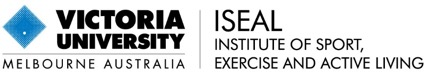 VICTORIA
UNIVERSITY
MELBOURNE AUSTRALIA
ISEAL
INSTITUTE OF SPORT,
EXERCISE AND ACTIVE LIVING